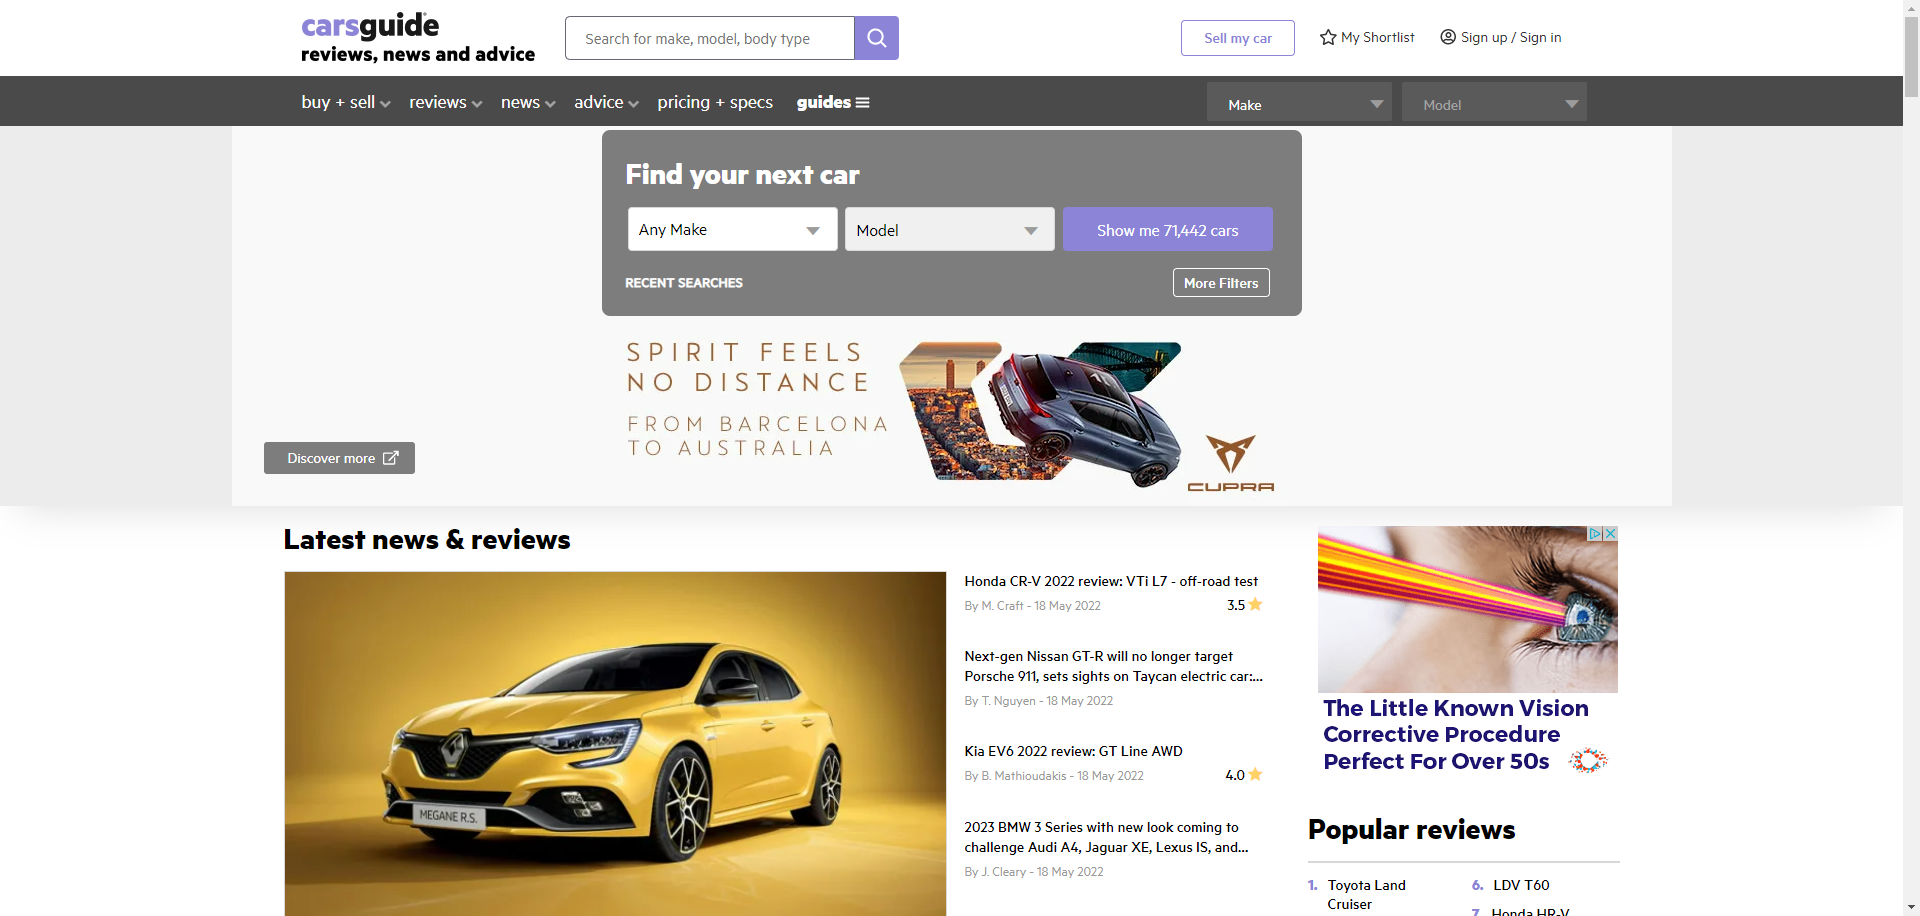 carsguide
reviews, news and advice
Search for make, model, body type
Sell my car
My Shortlist
Sign up / Sign in
buy + sell
reviews
news
advice
pricing + specs
guides
Make
Model
Find your next car
Any Make
Model
Show me 71,442 cars
RECENT SEARCHES
More Filters
SPIRIT FEELS
NO DISTANCE
FROM BARCELONA
TO AUSTRALIA
CUPRA
Discover more
Latest news & reviews
MEGANE R.S.
Honda CR-V 2022 review: VTi L7 - off-road test
By M. Craft - 18 May 2022
3.5
Next-gen Nissan GT-R will no longer target
Porsche 911, sets sights on Taycan electric car:...
By T. Nguyen - 18 May 2022
Kia EV6 2022 review: GT Line AWD
By B. Mathioudakis - 18 May 2022
4.0
2023 BMW 3 Series with new look coming to
challenge Audi A4, Jaguar XE, Lexus IS, and...
By J. Cleary - 18 May 2022
The Little Known Vision
Corrective Procedure
Perfect For Over 50s
Popular reviews
1. Toyota Land
Cruiser
6. LDV T60
7. Honda HR-V